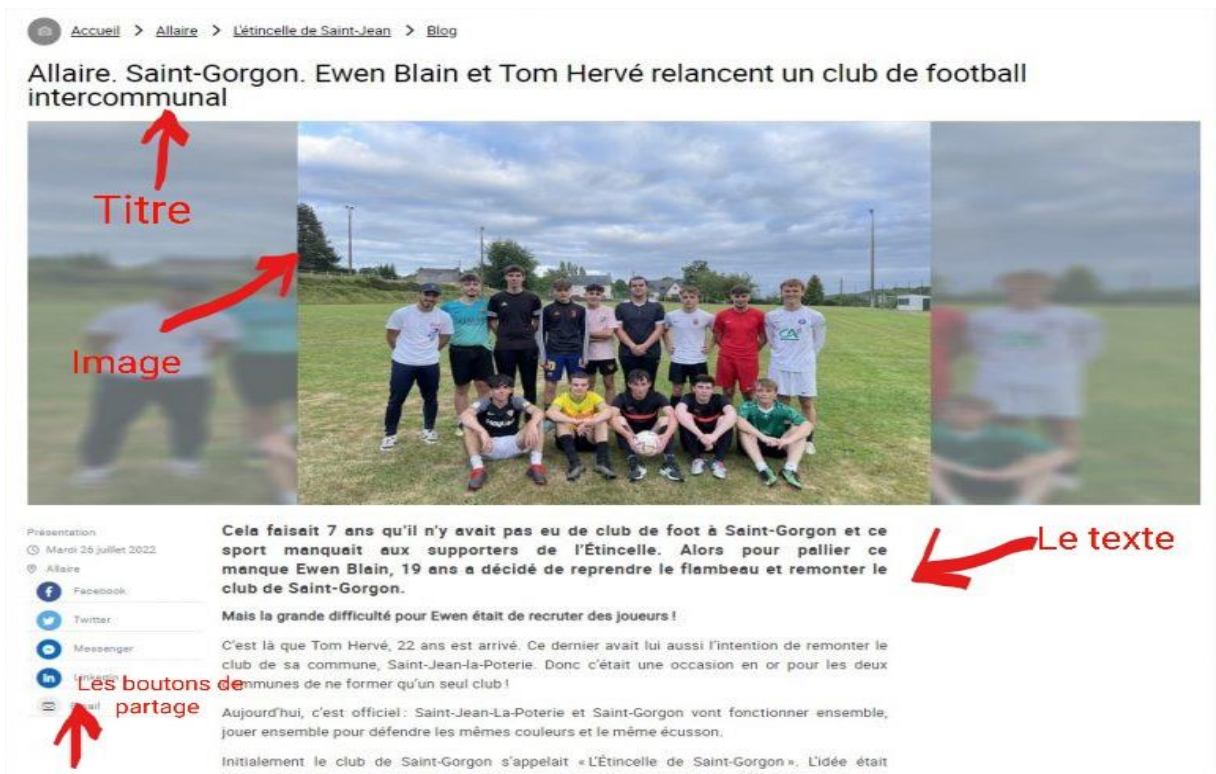 Accueil > Allaire > L'étincelle de Saint-Jean > Blog
Allaire. Saint-Gorgon. Ewen Blain et Tom Hervé relancent un club de football
intercommunal
Titre
Image
CA
Présentation
Mardi 26 juillet 2022
Allaire
Facebook
Twitter
Messenger
Linkedin
Email
Les boutons de
partage
Cela faisait 7 ans qu'il n'y avait pas eu de club de foot à Saint-Gorgon et ce
sport manquait aux supporters de l'Étincelle. Alors pour pallier ce
manque Ewen Blain, 19 ans a décidé de reprendre le flambeau et remonter le
club de Saint-Gorgon.
Le texte
Mais la grande difficulté pour Ewen était de recruter des joueurs !
C'est là que Tom Hervé, 22 ans est arrivé. Ce dernier avait lui aussi l'intention de remonter le
club de sa commune, Saint-Jean-la-Poterie. Donc c'était une occasion en or pour les deux
communes de ne former qu'un seul club !
Aujourd'hui, c'est officiel : Saint-Jean-La-Poterie et Saint-Gorgon vont fonctionner ensemble,
jouer ensemble pour défendre les mêmes couleurs et le même écusson.
Initialement le club de Saint-Gorgon s'appelait « L'Étincelle de Saint-Gorgon ». L'idée était